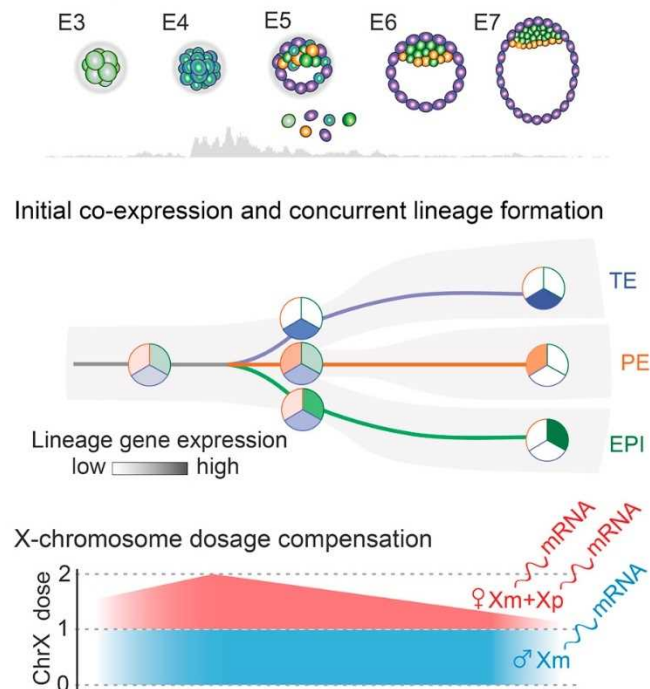 E3 E4 E5 E6 E7
Initial co-expression and concurrent lineage formation
TE
PE
EPI
Lineage gene expression
low high
X-chromosome dosage compensation
mRNA
mRNA
mRNA
ChrX dose
2
1
0
♀ Xm+Xp
♂ Xm